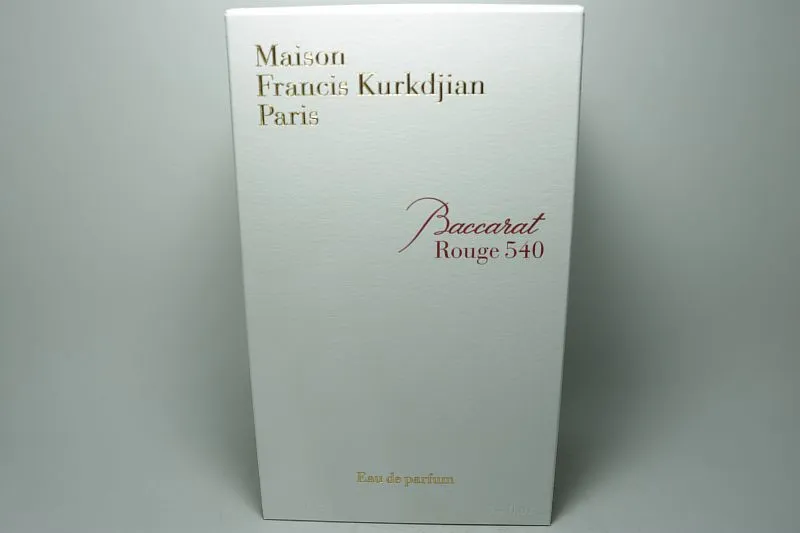 Maison
Francis Kurkdjian
Paris
Baccarat
Rouge 540
Eau de parfum